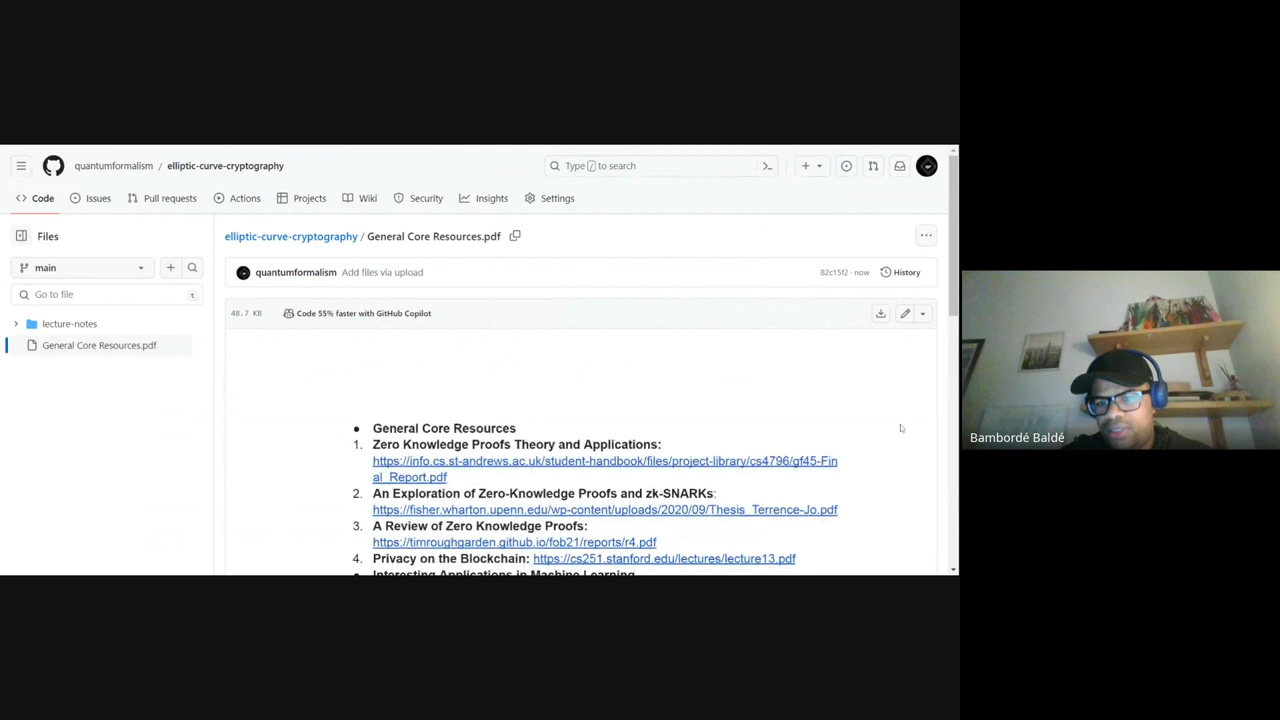 quantumformalism / elliptic-curve-cryptography
Type / to search
Code Issues Pull requests Actions Projects Wiki Security Insights Settings
Files
elliptic-curve-cryptography / General Core Resources.pdf
main
quantumformalism Add files via upload
82c15f2 · now History
Go to file t
48.7 KB Code 55% faster with GitHub Copilot
lecture-notes
General Core Resources.pdf
● General Core Resources
1. Zero Knowledge Proofs Theory and Applications:
https://info.cs.st-andrews.ac.uk/student-handbook/files/project-library/cs4796/gf45-Fin
al_Report.pdf
2. An Exploration of Zero-Knowledge Proofs and zk-SNARKs:
https://fisher.wharton.upenn.edu/wp-content/uploads/2020/09/Thesis_Terrence-Jo.pdf
3. A Review of Zero Knowledge Proofs:
https://timroughgarden.github.io/fob21/reports/r4.pdf
4. Privacy on the Blockchain: https://cs251.stanford.edu/lectures/lecture13.pdf
● Interesting Applications in Machine Learning
Bambordé Baldé